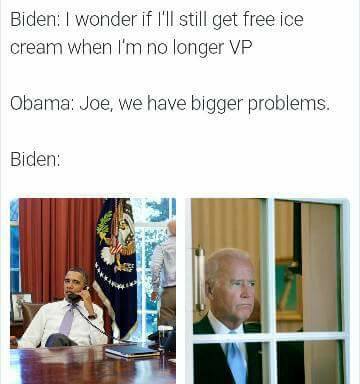 Biden: I wonder if I'll still get free ice
cream when I'm no longer VP
Obama: Joe, we have bigger problems.
Biden: